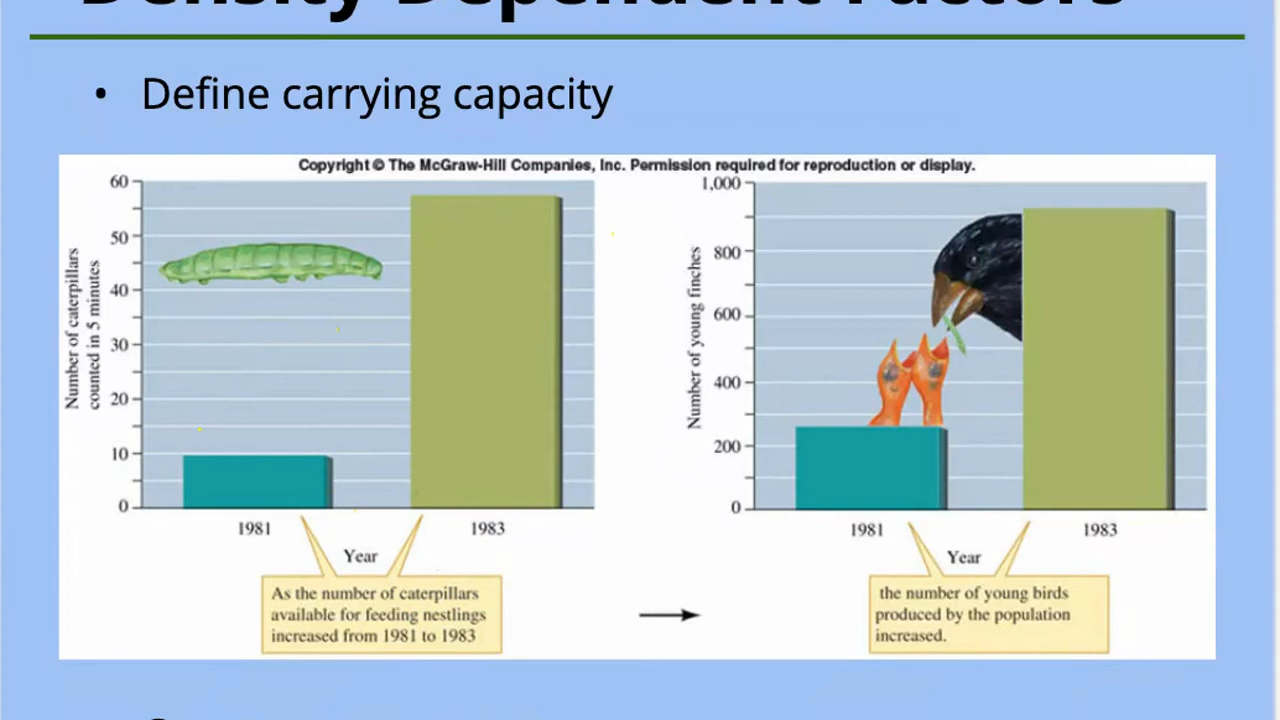 Density Dependent Factors
• Define carrying capacity
Copyright © The McGraw-Hill Companies, Inc. Permission required for reproduction or display.
Number of caterpillars
counted in 5 minutes
60
50
40
30
20
10
0
1981
1983
Year
As the number of caterpillars
available for feeding nestlings
increased from 1981 to 1983
Number of young finches
1,000
800
600
400
200
0
1981
1983
Year
the number of young birds
produced by the population
increased.